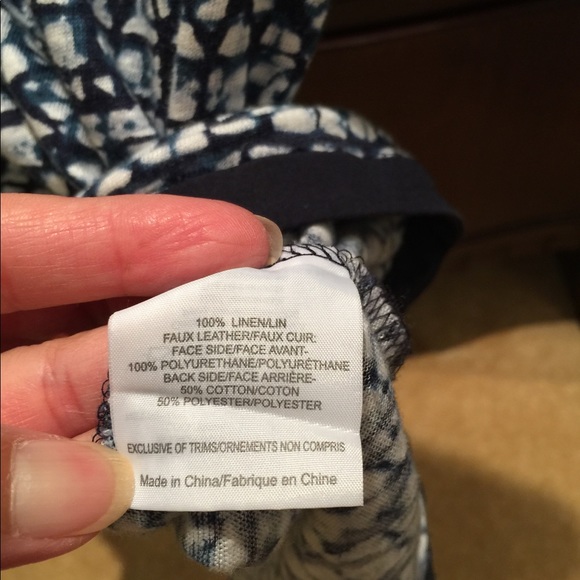 100% LINEN/LIN
FAUX LEATHER/FAUX CUIR:
FACE SIDE/FACE AVANT-
100% POLYURETHANE/POLYURÉTHANE
BACK SIDE/FACE ARRIÈRE-
50% COTTON/COTON
50% POLYESTER/POLYESTER
EXCLUSIVE OF TRIMS/ORNEMENTS NON COMPRIS
Made in China/Fabrique en Chine